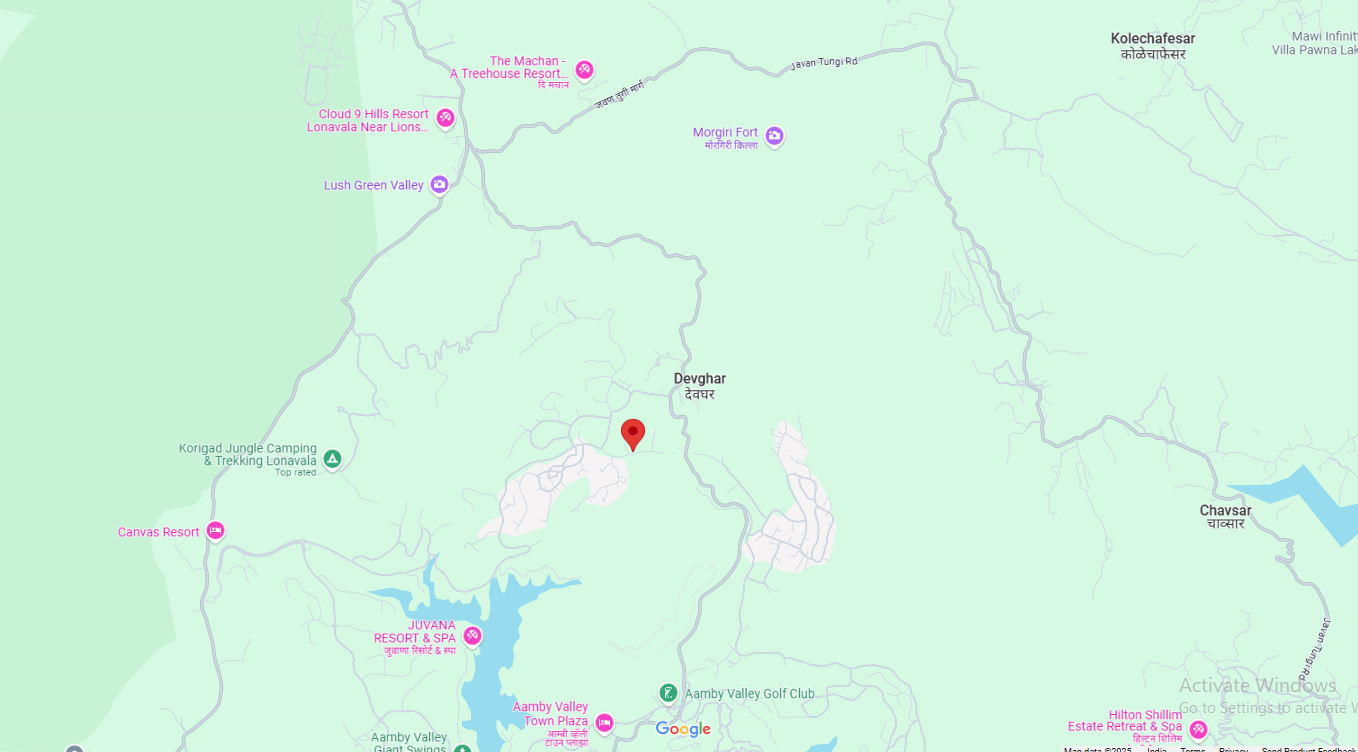 Kolechafesar
कोळेचाफेसर
Mawi Infinit
Villa Pawna Lak
The Machan -
A Treehouse Resort...
दि मचान
Javan Tungi Rd
जवण तुंगी मार्ग
Cloud 9 Hills Resort
Lonavala Near Lions...
Morgiri Fort
मोरगिरी किल्ला
Lush Green Valley
Devghar
देवघर
Korigad Jungle Camping
& Trekking Lonavala
Top rated
Canvas Resort
Chavsar
चाव्सार
JUVANA
RESORT & SPA
जुवाणा रिसोर्ट & स्पा
Javan Tungi Rd
Activate Windows
Go to Settings to activate W
Aamby Valley Golf Club
Aamby Valley
Town Plaza
आम्बी व्हॅली
टाउन प्लाझा
Google
Hilton Shillim
Estate Retreat & Spa
हिल्टन शिलिम
Aamby Valley
Giant Swings
Map data ©2025 India Terms Privacy Send Product Feedback